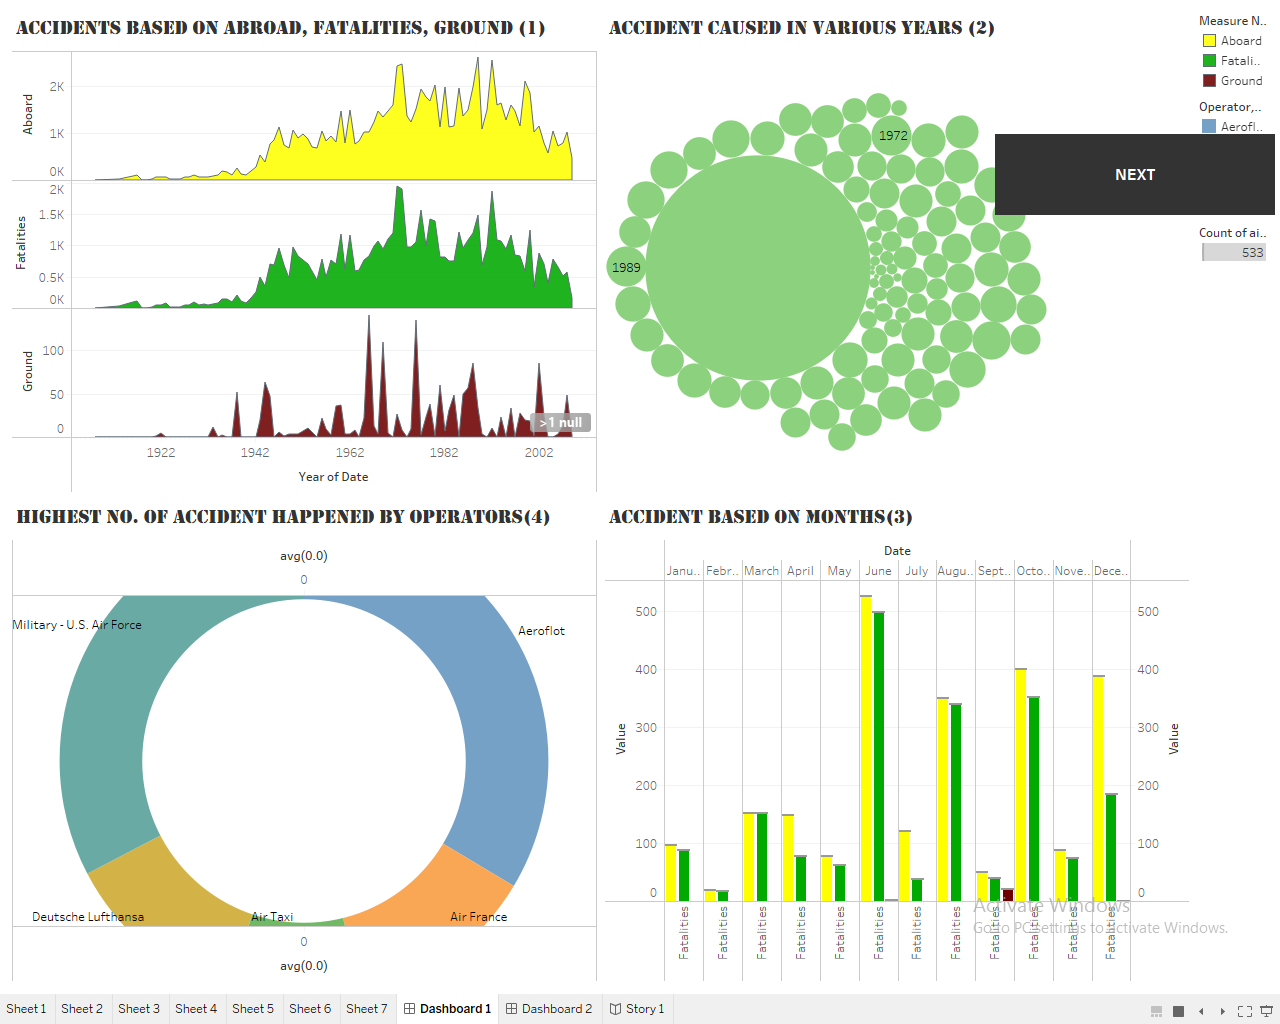 ACCIDENTS BASED ON ABROAD, FATALITIES, GROUND (1)
Aboard
2K
1K
0K
Fatalities
2K
1.5K
1K
0.5K
0K
Ground
100
50
0
>1 null
1922 1942 1962 1982 2002
Year of Date
ACCIDENT CAUSED IN VARIOUS YEARS (2)
1972
1989
Measure N..
Aboard
Fatali..
Ground
Operator,..
Aerofl..
NEXT
Count of ai..
533
HIGHEST NO. OF ACCIDENT HAPPENED BY OPERATORS(4)
avg(0.0)
0
Military - U.S. Air Force
Aeroflot
Deutsche Lufthansa
Air Taxi
Air France
0
avg(0.0)
ACCIDENT BASED ON MONTHS(3)
Date
Janu.. Febr.. March April May June July Augu.. Sept.. Octo.. Nove.. Dece..
Value
500
400
300
200
100
0
500
400
300
200
100
0
Value
Fatalities Fatalities Fatalities Fatalities Fatalities Fatalities Fatalities Fatalities Fatalities Fatalities Fatalities Fatalities
Activate Windows
Go to PC settings to activate Windows.
Sheet 1 Sheet 2 Sheet 3 Sheet 4 Sheet 5 Sheet 6 Sheet 7 Dashboard 1 Dashboard 2 Story 1